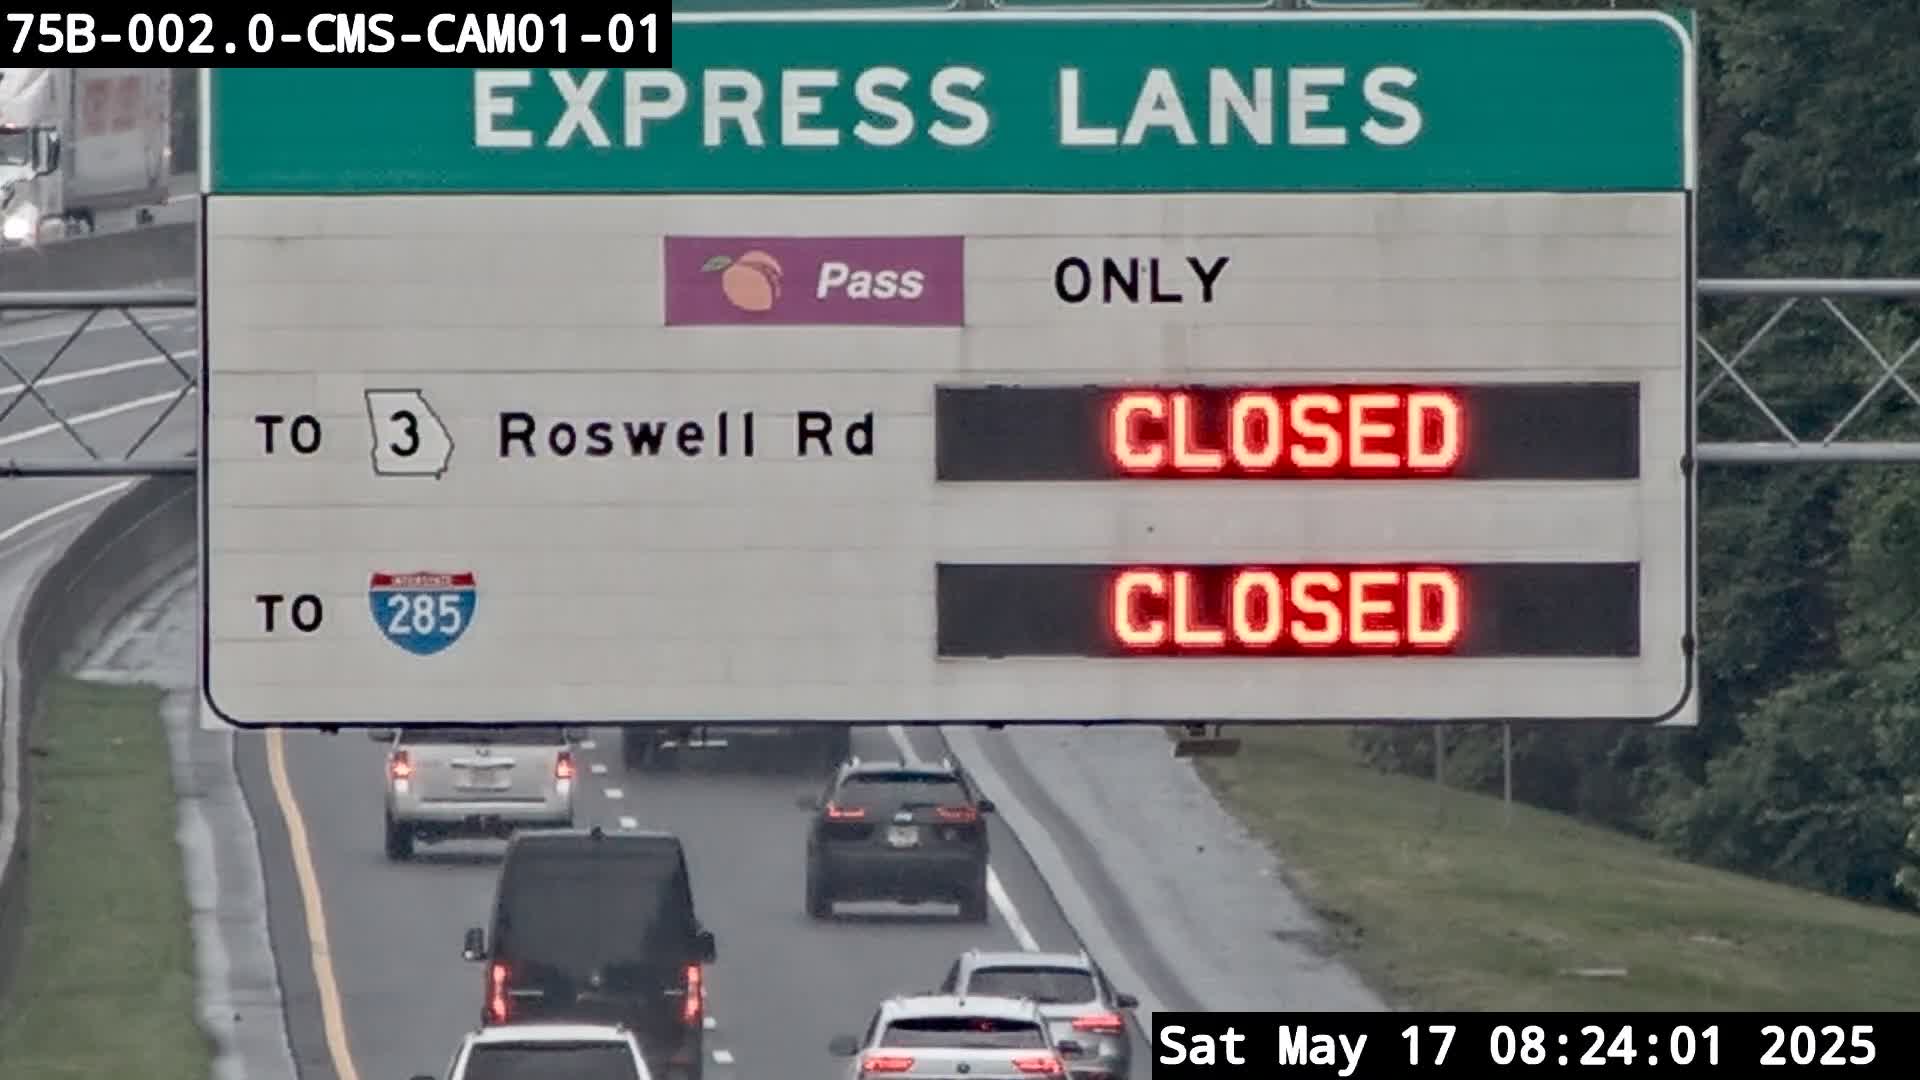 75B-002.0-CMS-CAM01-01
EXPRESS LANES
Pass ONLY
TO 3 Roswell Rd CLOSED
INTERSTATE
TO 285 CLOSED
Sat May 17 08:24:01 2025